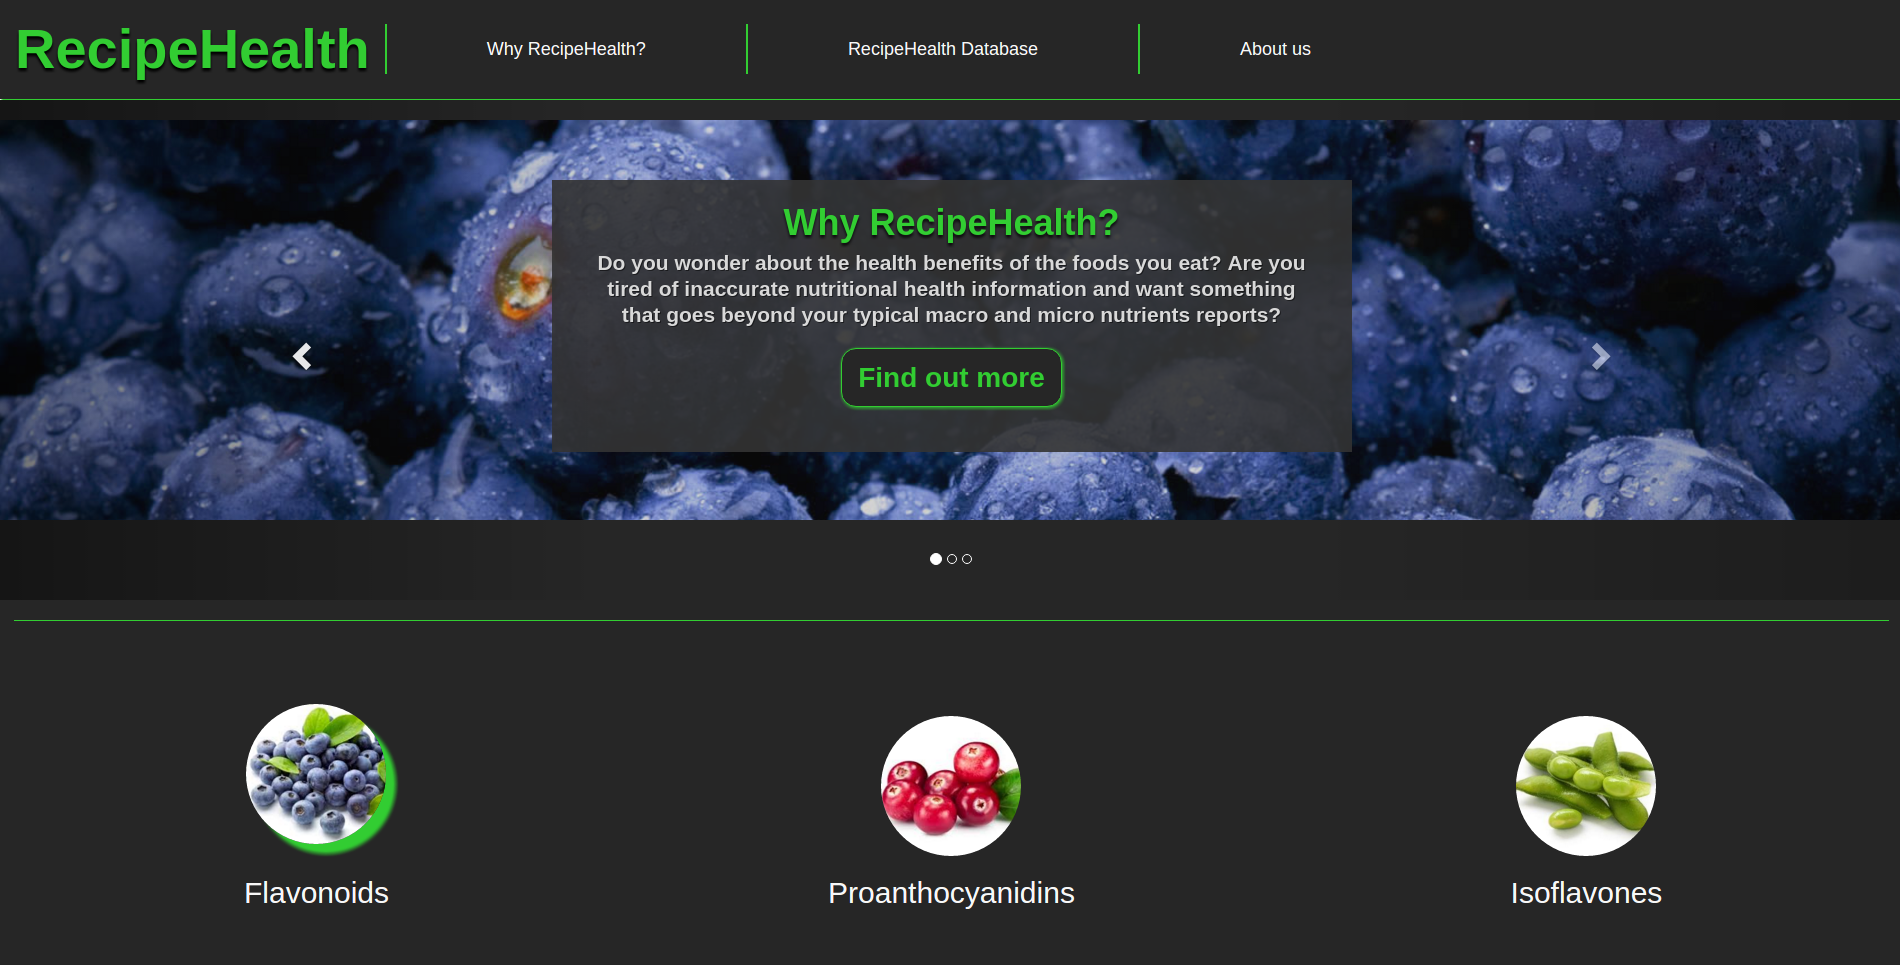 RecipeHealth
Why RecipeHealth?
RecipeHealth Database
About us
Why RecipeHealth?
Do you wonder about the health benefits of the foods you eat? Are you
tired of inaccurate nutritional health information and want something
that goes beyond your typical macro and micro nutrients reports?
Find out more
Flavonoids
Proanthocyanidins
Isoflavones